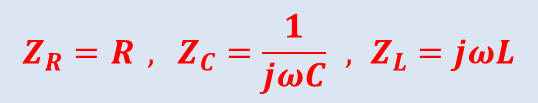 Z_R = R , Z_C = 1/(jωC) , Z_L = jωL